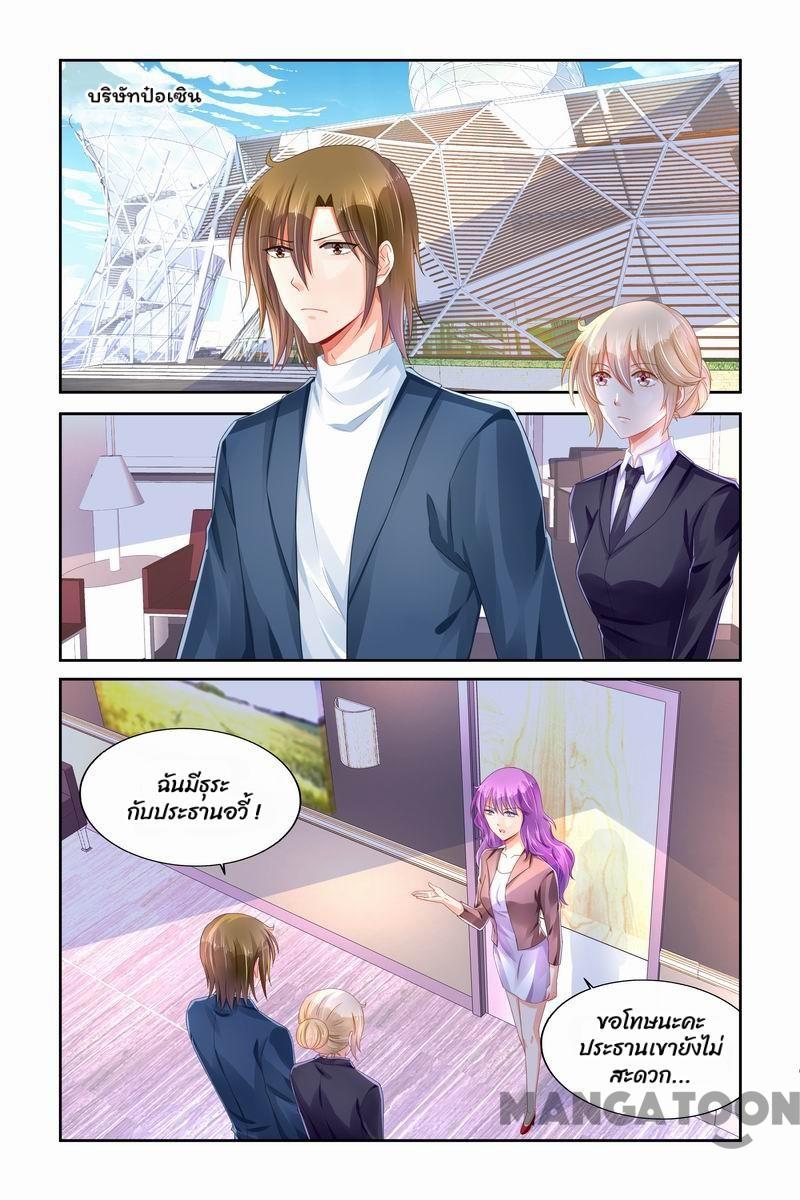 บริษัทป๋อเซิน
ฉันมีธุระ
กับประธานอวี้ !
ขอโทษนะคะ
ประธานเขายังไม่
สะดวก...
MANGATOON